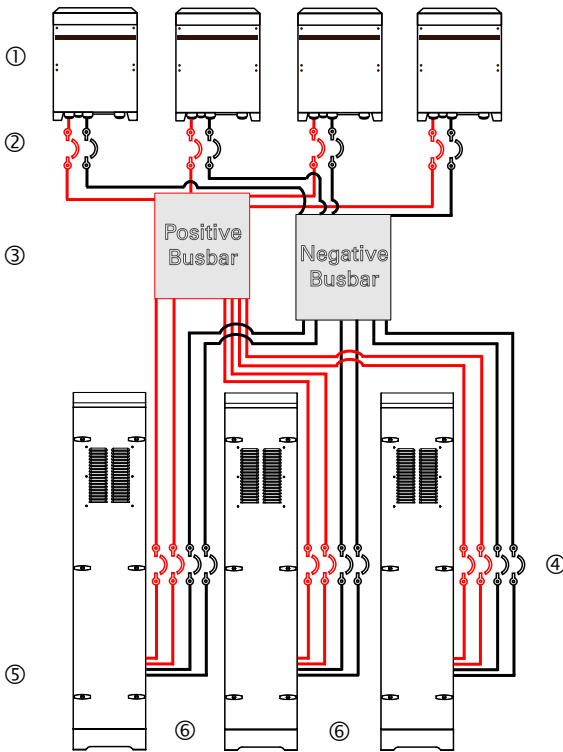 ①
②
Positive
Busbar
③
Negative
Busbar
④
⑤
⑥
⑥